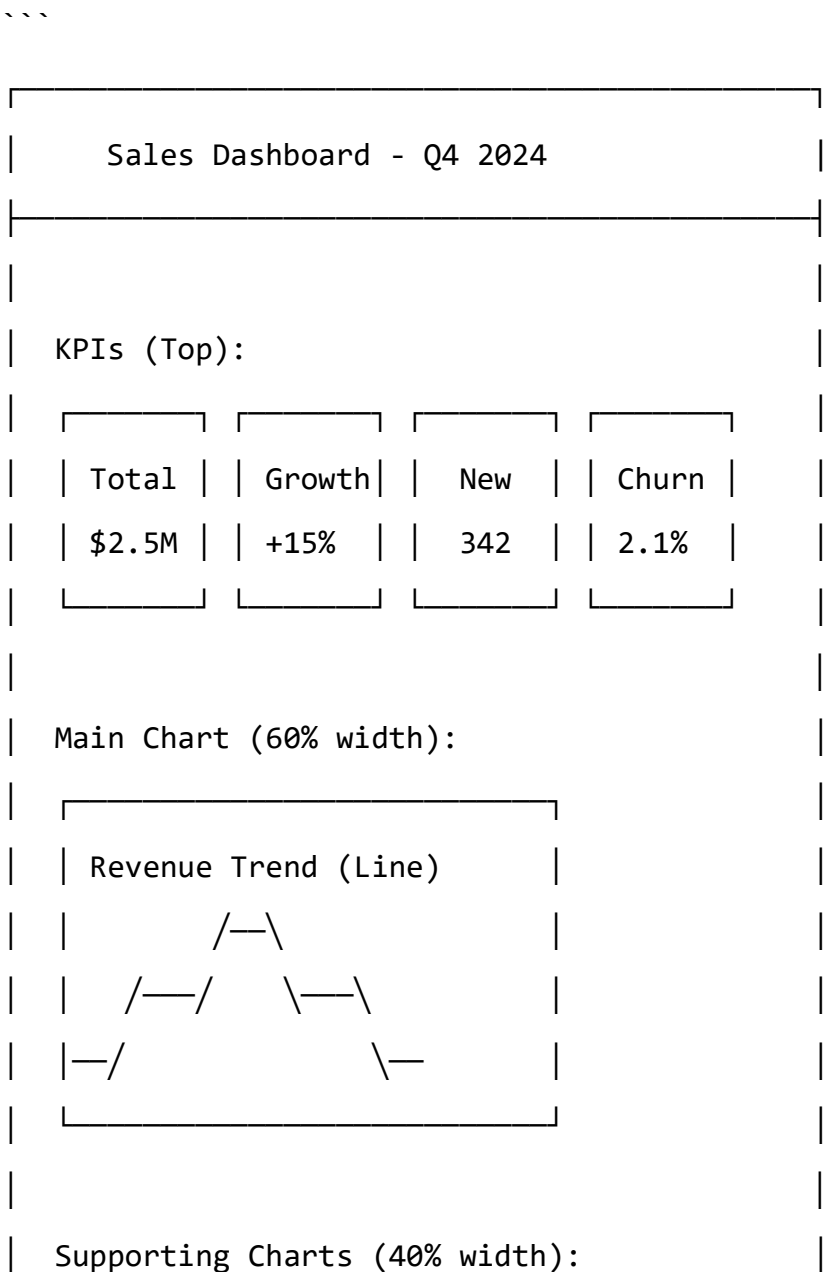 ```
┌─────────────────────────────────────────────┐
│     Sales Dashboard - Q4 2024               │
├─────────────────────────────────────────────┤
│                                             │
│  KPIs (Top):                                │
│  ┌───────┐ ┌───────┐ ┌───────┐ ┌───────┐    │
│  │ Total │ │ Growth│ │  New  │ │ Churn │    │
│  │ $2.5M │ │ +15%  │ │  342  │ │ 2.1%  │    │
│  └───────┘ └───────┘ └───────┘ └───────┘    │
│                                             │
│  Main Chart (60% width):                    │
│  ┌───────────────────────────┐              │
│  │ Revenue Trend (Line)      │              │
│  │        ╱──╲               │              │
│  │   ╱───╱    ╲───╲          │              │
│  │──╱              ╲──       │              │
│  └───────────────────────────┘              │
│                                             │
│  Supporting Charts (40% width):             │